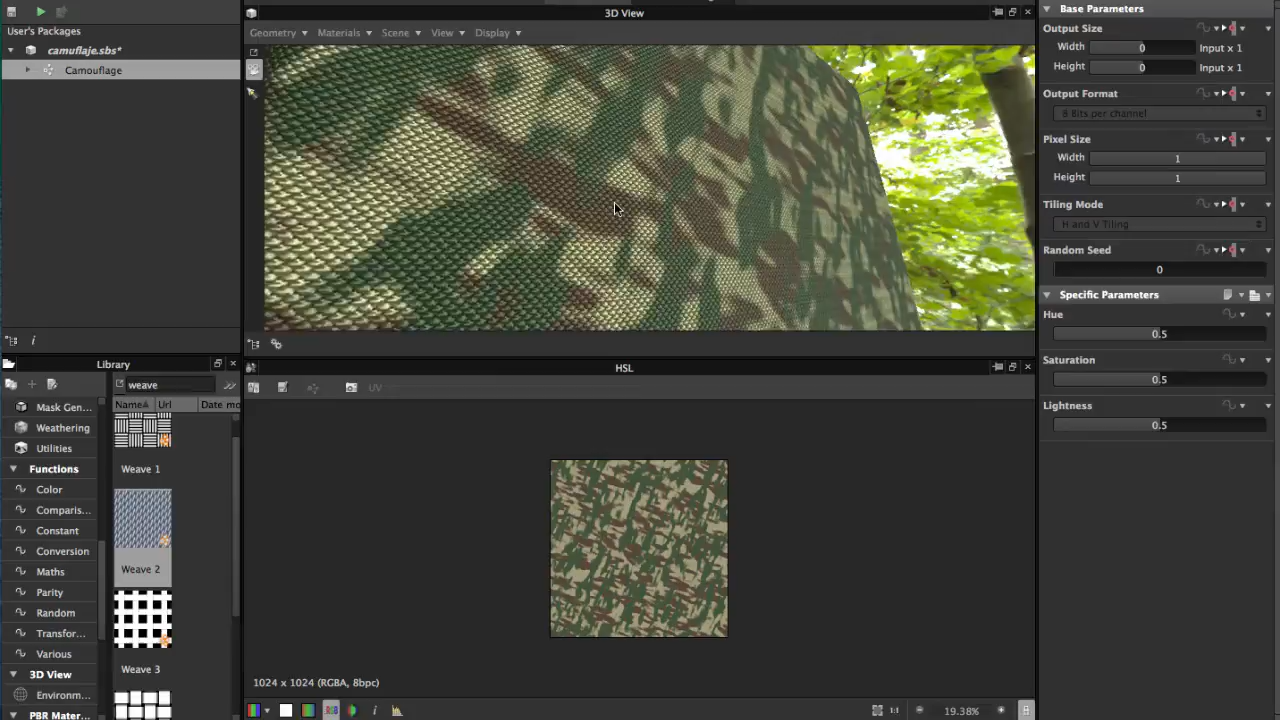 User's Packages
camuflaje.sbs*
Camouflage
3D View
Geometry
Materials
Scene
View
Display
Library
weave
Name
Url
Date mo
Mask Gen...
Weathering
Utilities
Functions
Color
Comparis...
Constant
Conversion
Maths
Parity
Random
Transfor...
Various
3D View
Environm...
PBR Mater...
Weave 1
Weave 2
Weave 3
HSL
UV
1024 x 1024 (RGBA, 8bpc)
RGB
1:1
19.38%
Base Parameters
Output Size
Width
0
Input x 1
Height
0
Input x 1
Output Format
8 Bits per channel
Pixel Size
Width
1
Height
1
Tiling Mode
H and V Tiling
Random Seed
0
Specific Parameters
Hue
0.5
Saturation
0.5
Lightness
0.5